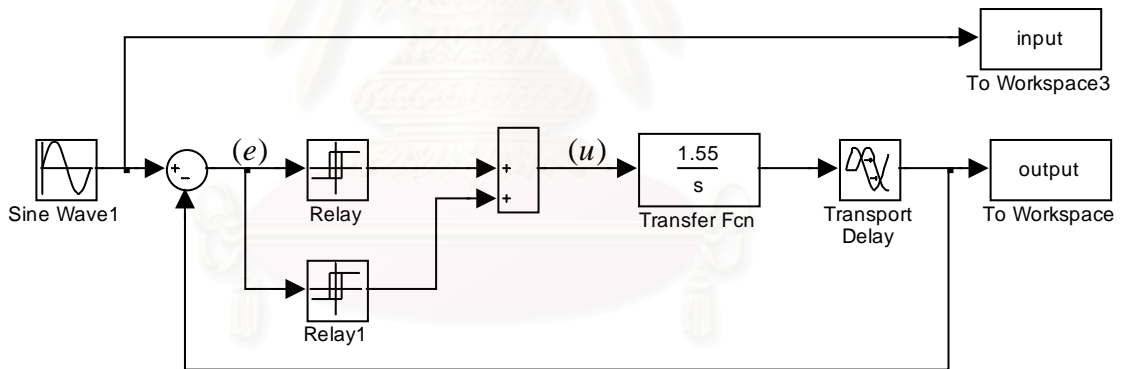 input
To Workspace3
(e)
(u)
1.55
s
output
Sine Wave1
Relay
Transfer Fcn
Transport
Delay
To Workspace
Relay1